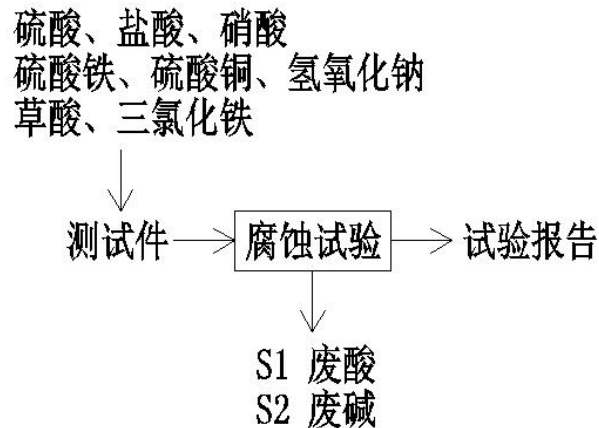 硫酸、盐酸、硝酸
硫酸铁、硫酸铜、氢氧化钠
草酸、三氯化铁
测试件
腐蚀试验
试验报告
S1 废酸
S2 废碱